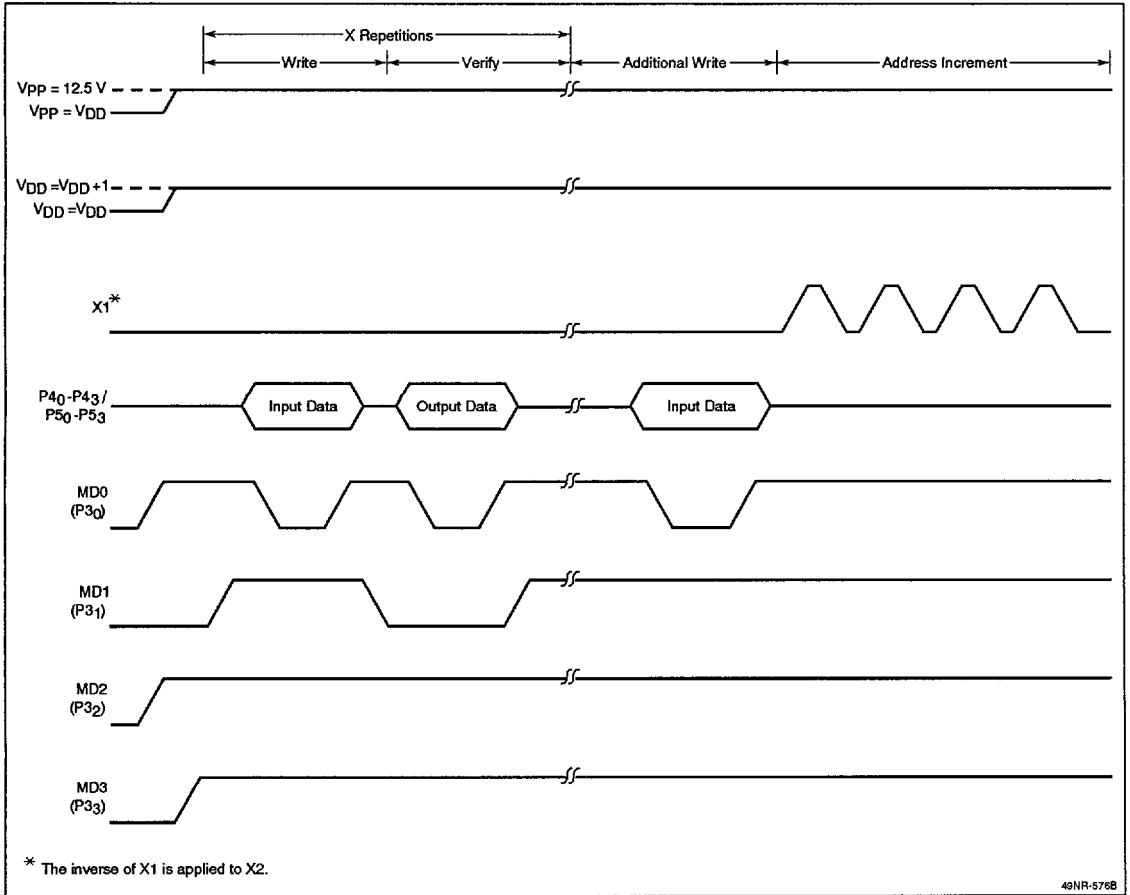 X Repetitions
Write
Verify
Additional Write
Address Increment
VPP = 12.5 V
VPP = VDD
VDD =VDD +1
VDD =VDD
X1*
P40-P43 /
P50-P53
Input Data
Output Data
Input Data
MD0
(P30)
MD1
(P31)
MD2
(P32)
MD3
(P33)
* The inverse of X1 is applied to X2.
49NR-576B